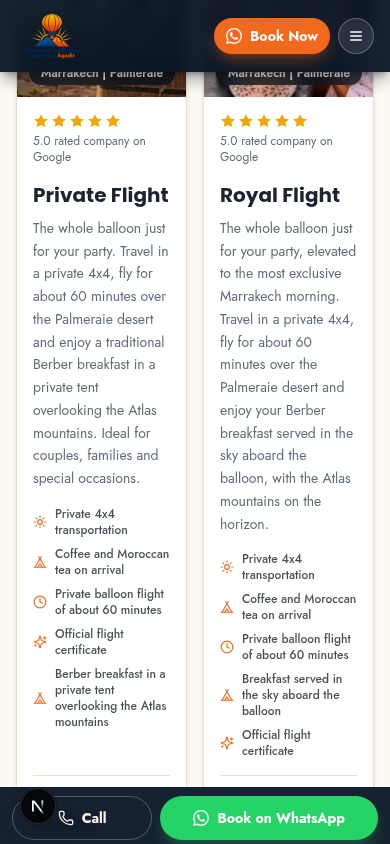 Agadir
Book Now
Marrakech | Palmeraie
5.0 rated company on
Google
Private Flight
The whole balloon just
for your party. Travel in
a private 4x4, fly for
about 60 minutes over
the Palmeraie desert
and enjoy a traditional
Berber breakfast in a
private tent
overlooking the Atlas
mountains. Ideal for
couples, families and
special occasions.
Private 4x4
transportation
Coffee and Moroccan
tea on arrival
Private balloon flight
of about 60 minutes
Official flight
certificate
Berber breakfast in a
private tent
overlooking the Atlas
mountains
Marrakech | Palmeraie
5.0 rated company on
Google
Royal Flight
The whole balloon just
for your party, elevated
to the most exclusive
Marrakech morning.
Travel in a private 4x4,
fly for about 60
minutes over the
Palmeraie desert and
enjoy your Berber
breakfast served in the
sky aboard the
balloon, with the Atlas
mountains on the
horizon.
Private 4x4
transportation
Coffee and Moroccan
tea on arrival
Private balloon flight
of about 60 minutes
Breakfast served in
the sky aboard the
balloon
Official flight
certificate
N
Call
Book on WhatsApp